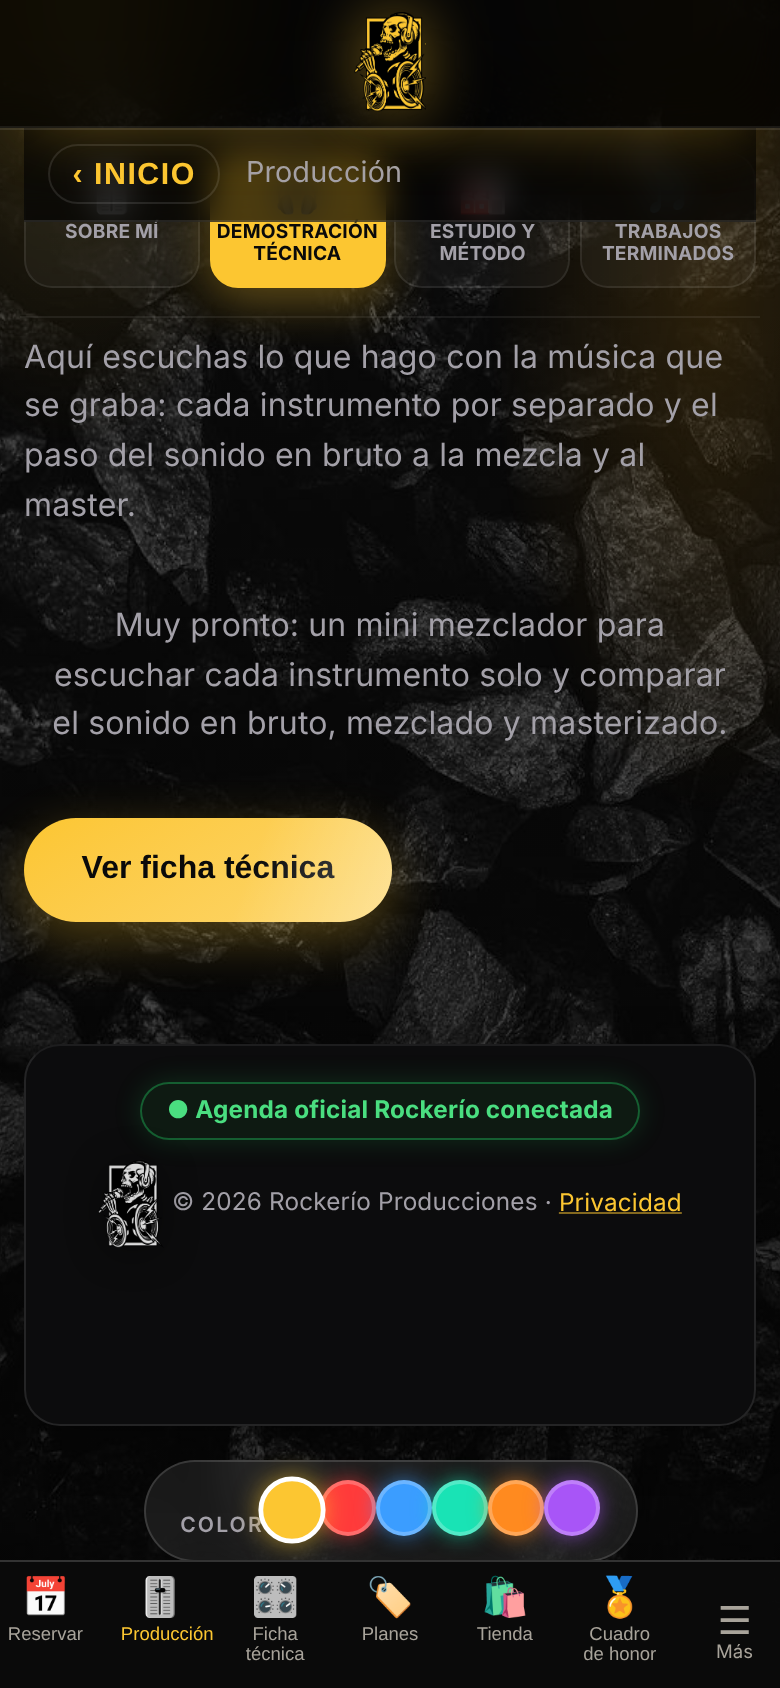 ‹ INICIO
Producción
SOBRE MÍ
DEMOSTRACIÓN
TÉCNICA
ESTUDIO Y
MÉTODO
TRABAJOS
TERMINADOS
Aquí escuchas lo que hago con la música que
se graba: cada instrumento por separado y el
paso del sonido en bruto a la mezcla y al
master.
Muy pronto: un mini mezclador para
escuchar cada instrumento solo y comparar
el sonido en bruto, mezclado y masterizado.
Ver ficha técnica
Agenda oficial Rockerío conectada
© 2026 Rockerío Producciones · Privacidad
COLOR
July
17
Reservar
Producción
Ficha
técnica
Planes
Tienda
Cuadro
de honor
Más